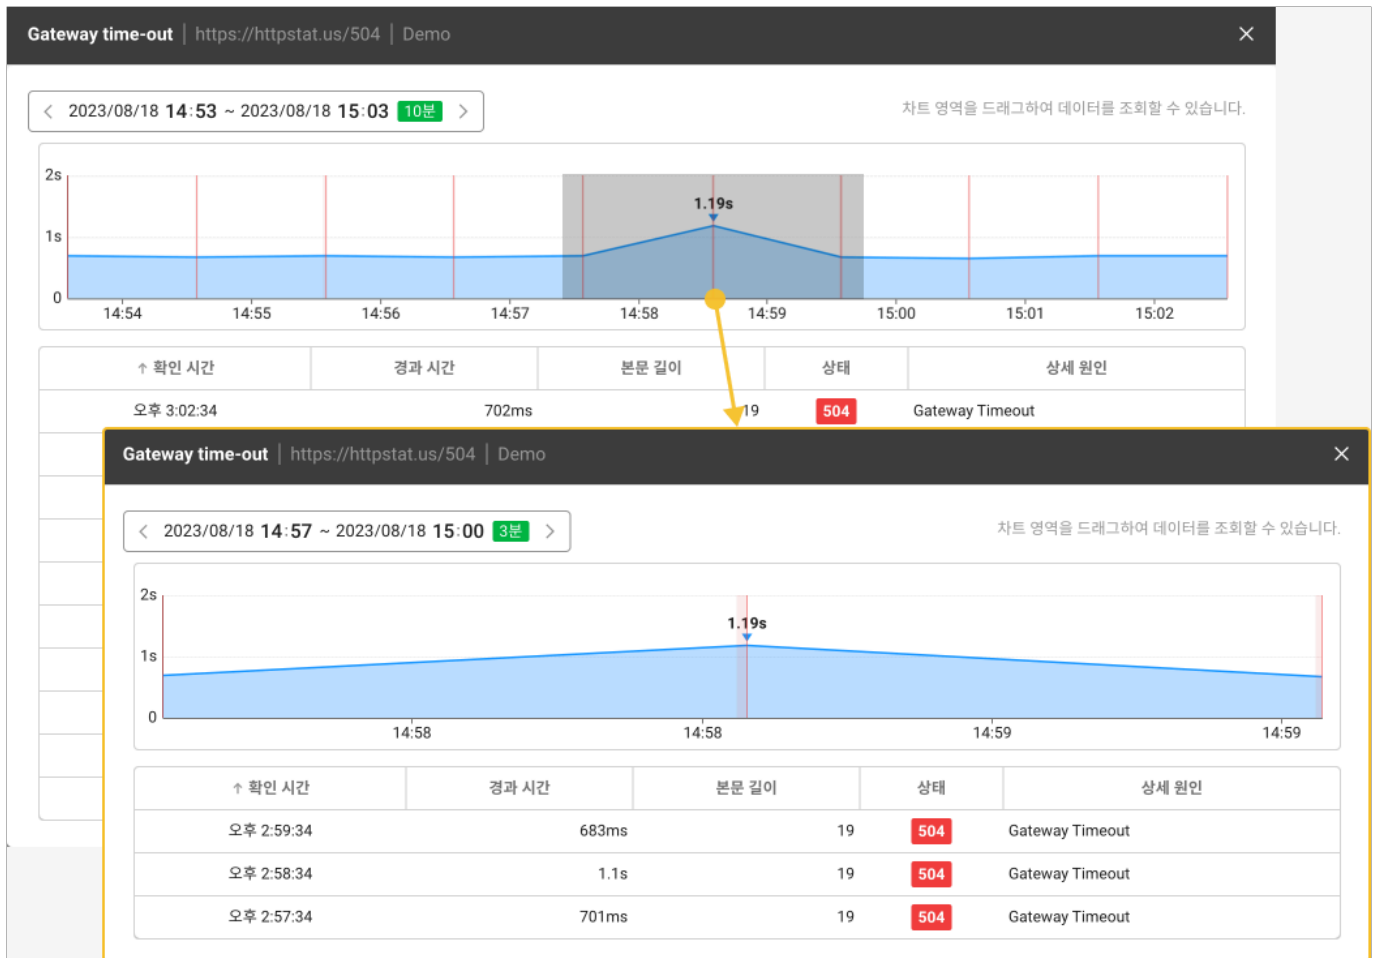 Gateway time-out | https://httpstat.us/504 | Demo
2023/08/18 14:53 ~ 2023/08/18 15:03 10분
차트 영역을 드래그하여 데이터를 조회할 수 있습니다.
2s
1.19s
1s
0
14:54 14:55 14:56 14:57 14:58 14:59 15:00 15:01 15:02
↑ 확인 시간 경과 시간 본문 길이 상태 상세 원인
오후 3:02:34 702ms 19 504 Gateway Timeout
Gateway time-out | https://httpstat.us/504 | Demo
2023/08/18 14:57 ~ 2023/08/18 15:00 3분
차트 영역을 드래그하여 데이터를 조회할 수 있습니다.
2s
1.19s
1s
0
14:58 14:58 14:59 14:59
↑ 확인 시간 경과 시간 본문 길이 상태 상세 원인
오후 2:59:34 683ms 19 504 Gateway Timeout
오후 2:58:34 1.1s 19 504 Gateway Timeout
오후 2:57:34 701ms 19 504 Gateway Timeout